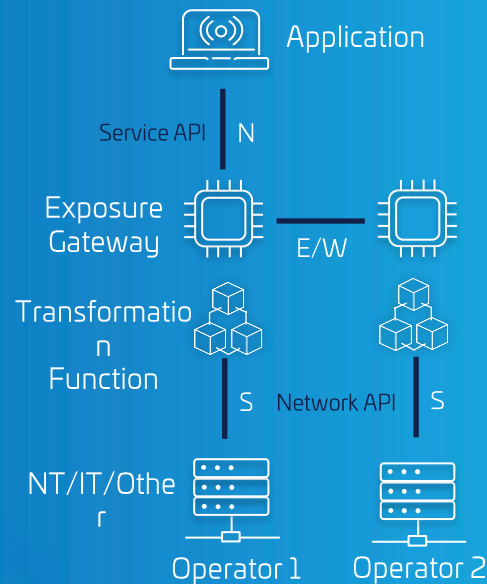 Application
Service API N
Exposure
Gateway
E/W
Transformatio
n
Function
S Network API S
NT/IT/Othe
r
Operator 1 Operator 2